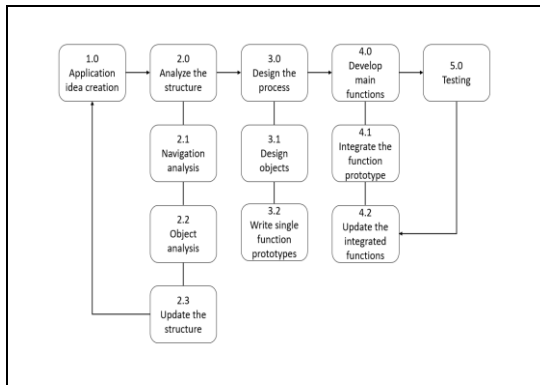 1.0
Application
idea creation
2.0
Analyze the
structure
3.0
Design the
process
4.0
Develop
main
functions
5.0
Testing
2.1
Navigation
analysis
3.1
Design
objects
4.1
Integrate the
function
prototype
2.2
Object
analysis
3.2
Write single
function
prototypes
4.2
Update the
integrated
functions
2.3
Update the
structure